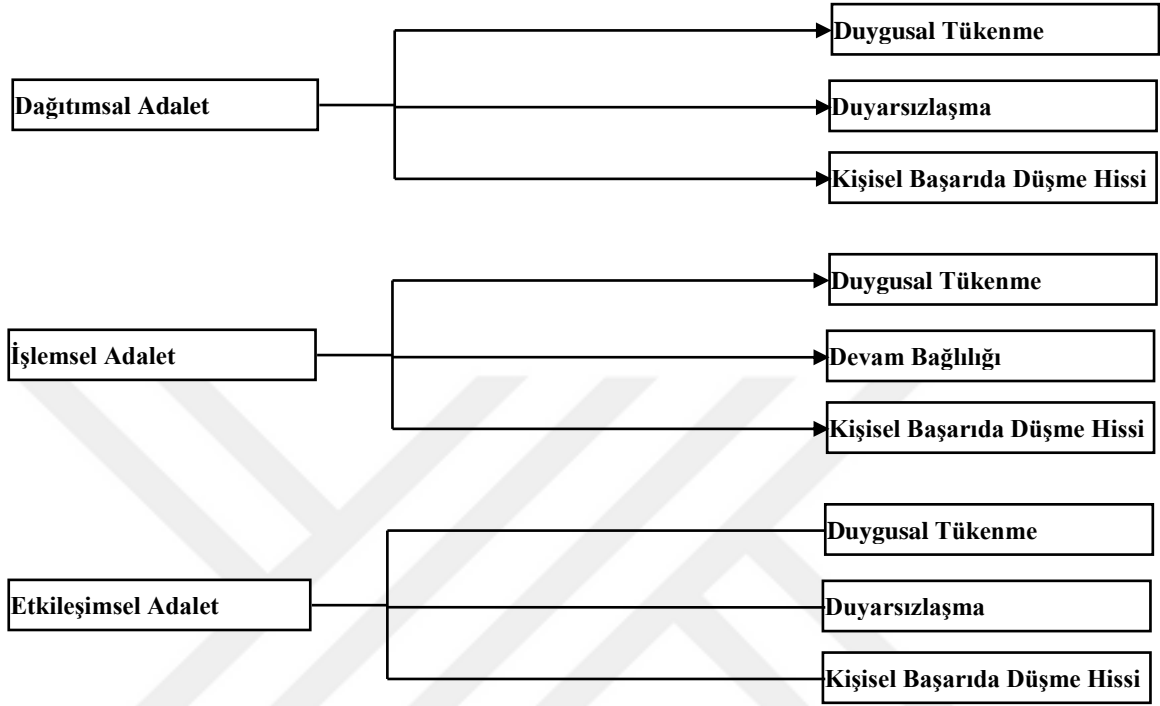 Duygusal Tükenme
Dağıtımsal Adalet
Duyarsızlaşma
Kişisel Başarıda Düşme Hissi
Duygusal Tükenme
İşlemsel Adalet
Devam Bağlılığı
Kişisel Başarıda Düşme Hissi
Duygusal Tükenme
Etkileşimsel Adalet
Duyarsızlaşma
Kişisel Başarıda Düşme Hissi